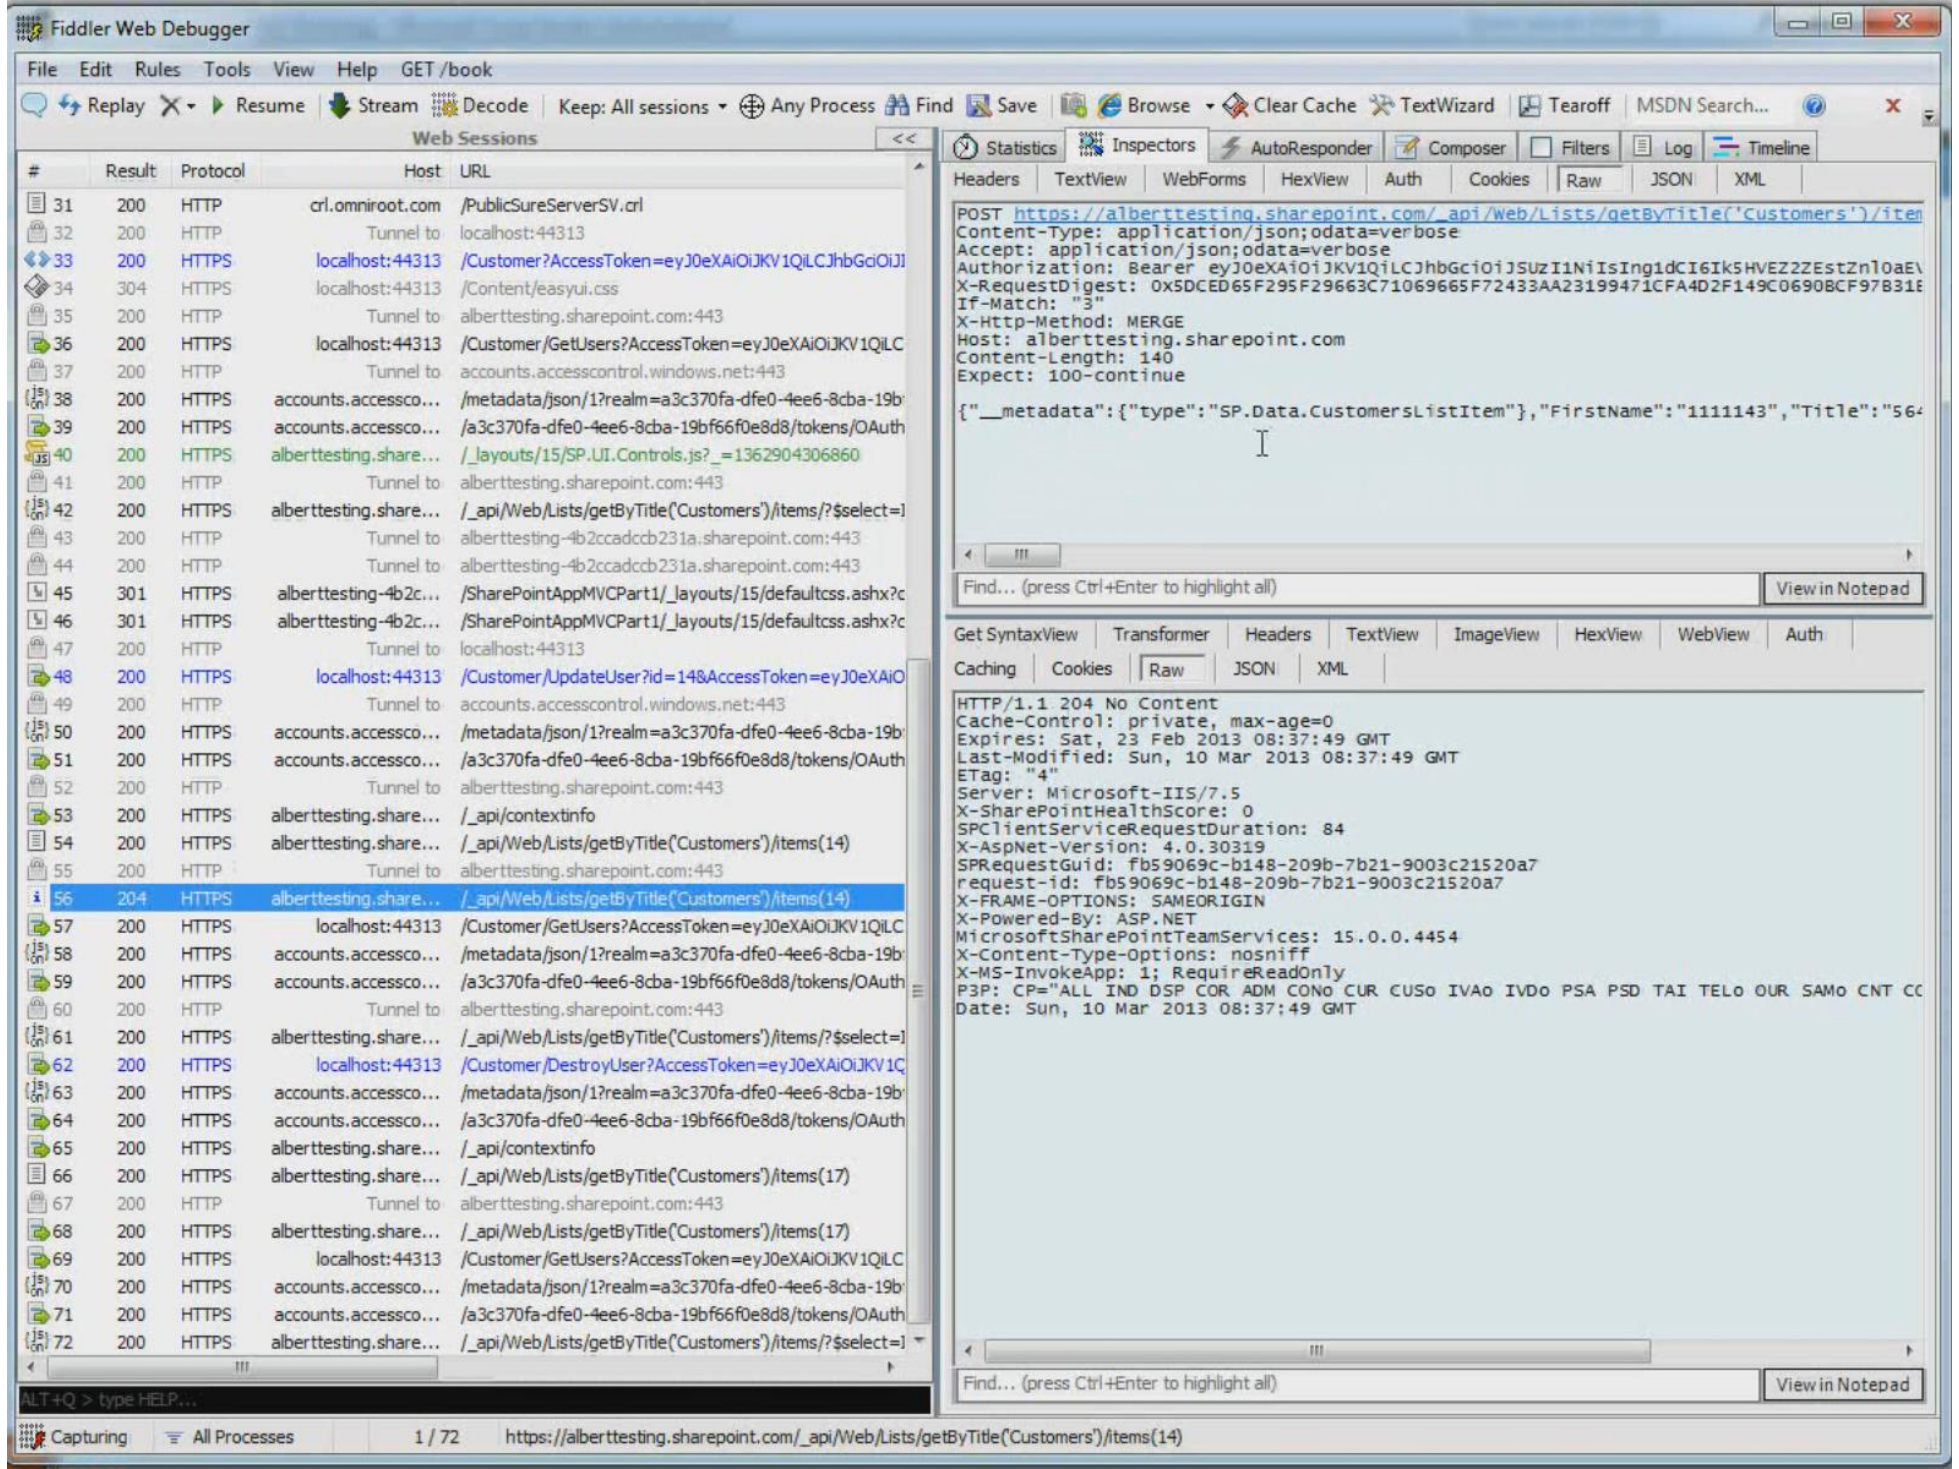 Fiddler Web Debugger
File Edit Rules Tools View Help GET /book
Replay Resume Stream Decode Keep: All sessions Any Process Find Save Browse Clear Cache TextWizard Tearoff MSDN Search...
Web Sessions <<
# Result Protocol Host URL
31 200 HTTP crl.omniroot.com /PublicSureServerSV.crl
32 200 HTTP Tunnel to localhost:44313
33 200 HTTPS localhost:44313 /Customer?AccessToken=eyJ0eXAiOiJKV1QiLCJhbGciOiJI
34 304 HTTPS localhost:44313 /Content/easyui.css
35 200 HTTP Tunnel to alberttesting.sharepoint.com:443
36 200 HTTPS localhost:44313 /Customer/GetUsers?AccessToken=eyJ0eXAiOiJKV1QiLC
37 200 HTTP Tunnel to accounts.accesscontrol.windows.net:443
38 200 HTTPS accounts.accessco... /metadata/json/1?realm=a3c370fa-dfe0-4ee6-8cba-19b
39 200 HTTPS accounts.accessco... /a3c370fa-dfe0-4ee6-8cba-19bf66f0e8d8/tokens/OAuth
40 200 HTTPS alberttesting.share... /_layouts/15/SP.UI.Controls.js?_=1362904306860
41 200 HTTP Tunnel to alberttesting.sharepoint.com:443
42 200 HTTPS alberttesting.share... /_api/Web/Lists/getByTitle('Customers')/items/?$select=I
43 200 HTTP Tunnel to alberttesting-4b2ccadccb231a.sharepoint.com:443
44 200 HTTP Tunnel to alberttesting-4b2ccadccb231a.sharepoint.com:443
45 301 HTTPS alberttesting-4b2c... /SharePointAppMVCPart1/_layouts/15/defaultcss.ashx?c
46 301 HTTPS alberttesting-4b2c... /SharePointAppMVCPart1/_layouts/15/defaultcss.ashx?c
47 200 HTTP Tunnel to localhost:44313
48 200 HTTPS localhost:44313 /Customer/UpdateUser?id=14&AccessToken=eyJ0eXAiO
49 200 HTTP Tunnel to accounts.accesscontrol.windows.net:443
50 200 HTTPS accounts.accessco... /metadata/json/1?realm=a3c370fa-dfe0-4ee6-8cba-19b
51 200 HTTPS accounts.accessco... /a3c370fa-dfe0-4ee6-8cba-19bf66f0e8d8/tokens/OAuth
52 200 HTTP Tunnel to alberttesting.sharepoint.com:443
53 200 HTTPS alberttesting.share... /_api/contextinfo
54 200 HTTPS alberttesting.share... /_api/Web/Lists/getByTitle('Customers')/items(14)
55 200 HTTP Tunnel to alberttesting.sharepoint.com:443
56 204 HTTPS alberttesting.share... /_api/Web/Lists/getByTitle('Customers')/items(14)
57 200 HTTPS localhost:44313 /Customer/GetUsers?AccessToken=eyJ0eXAiOiJKV1QiLC
58 200 HTTPS accounts.accessco... /metadata/json/1?realm=a3c370fa-dfe0-4ee6-8cba-19b
59 200 HTTPS accounts.accessco... /a3c370fa-dfe0-4ee6-8cba-19bf66f0e8d8/tokens/OAuth
60 200 HTTP Tunnel to alberttesting.sharepoint.com:443
61 200 HTTPS alberttesting.share... /_api/Web/Lists/getByTitle('Customers')/items/?$select=I
62 200 HTTPS localhost:44313 /Customer/DestroyUser?AccessToken=eyJ0eXAiOiJKV1Q
63 200 HTTPS accounts.accessco... /metadata/json/1?realm=a3c370fa-dfe0-4ee6-8cba-19b
64 200 HTTPS accounts.accessco... /a3c370fa-dfe0-4ee6-8cba-19bf66f0e8d8/tokens/OAuth
65 200 HTTPS alberttesting.share... /_api/contextinfo
66 200 HTTPS alberttesting.share... /_api/Web/Lists/getByTitle('Customers')/items(17)
67 200 HTTP Tunnel to alberttesting.sharepoint.com:443
68 200 HTTPS alberttesting.share... /_api/Web/Lists/getByTitle('Customers')/items(17)
69 200 HTTPS localhost:44313 /Customer/GetUsers?AccessToken=eyJ0eXAiOiJKV1QiLC
70 200 HTTPS accounts.accessco... /metadata/json/1?realm=a3c370fa-dfe0-4ee6-8cba-19b
71 200 HTTPS accounts.accessco... /a3c370fa-dfe0-4ee6-8cba-19bf66f0e8d8/tokens/OAuth
72 200 HTTPS alberttesting.share... /_api/Web/Lists/getByTitle('Customers')/items/?$select=I
ALT+Q > type HELP...
Statistics Inspectors AutoResponder Composer Filters Log Timeline
Headers TextView WebForms HexView Auth Cookies Raw JSON XML
POST https://alberttesting.sharepoint.com/_api/Web/Lists/getByTitle('Customers')/item
Content-Type: application/json;odata=verbose
Accept: application/json;odata=verbose
Authorization: Bearer eyJ0eXAiOiJKV1QiLCJhbGciOiJSUzI1NiIsIng1dCI6Ik5HVEZ2ZEstZnl0aEV
X-RequestDigest: 0x5DCED65F295F29663C71069665F72433AA23199471CFA4D2F149C0690BCF97B31E
If-Match: "3"
X-Http-Method: MERGE
Host: alberttesting.sharepoint.com
Content-Length: 140
Expect: 100-continue
{"__metadata":{"type":"SP.Data.CustomersListItem"},"FirstName":"1111143","Title":"564
Find... (press Ctrl+Enter to highlight all) View in Notepad
Get SyntaxView Transformer Headers TextView ImageView HexView WebView Auth
Caching Cookies Raw JSON XML
HTTP/1.1 204 No Content
Cache-Control: private, max-age=0
Expires: Sat, 23 Feb 2013 08:37:49 GMT
Last-Modified: Sun, 10 Mar 2013 08:37:49 GMT
ETag: "4"
Server: Microsoft-IIS/7.5
X-SharePointHealthScore: 0
SPClientServiceRequestDuration: 84
X-AspNet-Version: 4.0.30319
SPRequestGuid: fb59069c-b148-209b-7b21-9003c21520a7
request-id: fb59069c-b148-209b-7b21-9003c21520a7
X-FRAME-OPTIONS: SAMEORIGIN
X-Powered-By: ASP.NET
MicrosoftSharePointTeamServices: 15.0.0.4454
X-Content-Type-Options: nosniff
X-MS-InvokeApp: 1; RequireReadOnly
P3P: CP="ALL IND DSP COR ADM CONo CUR CUSo IVAo IVDo PSA PSD TAI TELo OUR SAMo CNT CC
Date: Sun, 10 Mar 2013 08:37:49 GMT
Find... (press Ctrl+Enter to highlight all) View in Notepad
Capturing All Processes 1 / 72 https://alberttesting.sharepoint.com/_api/Web/Lists/getByTitle('Customers')/items(14)